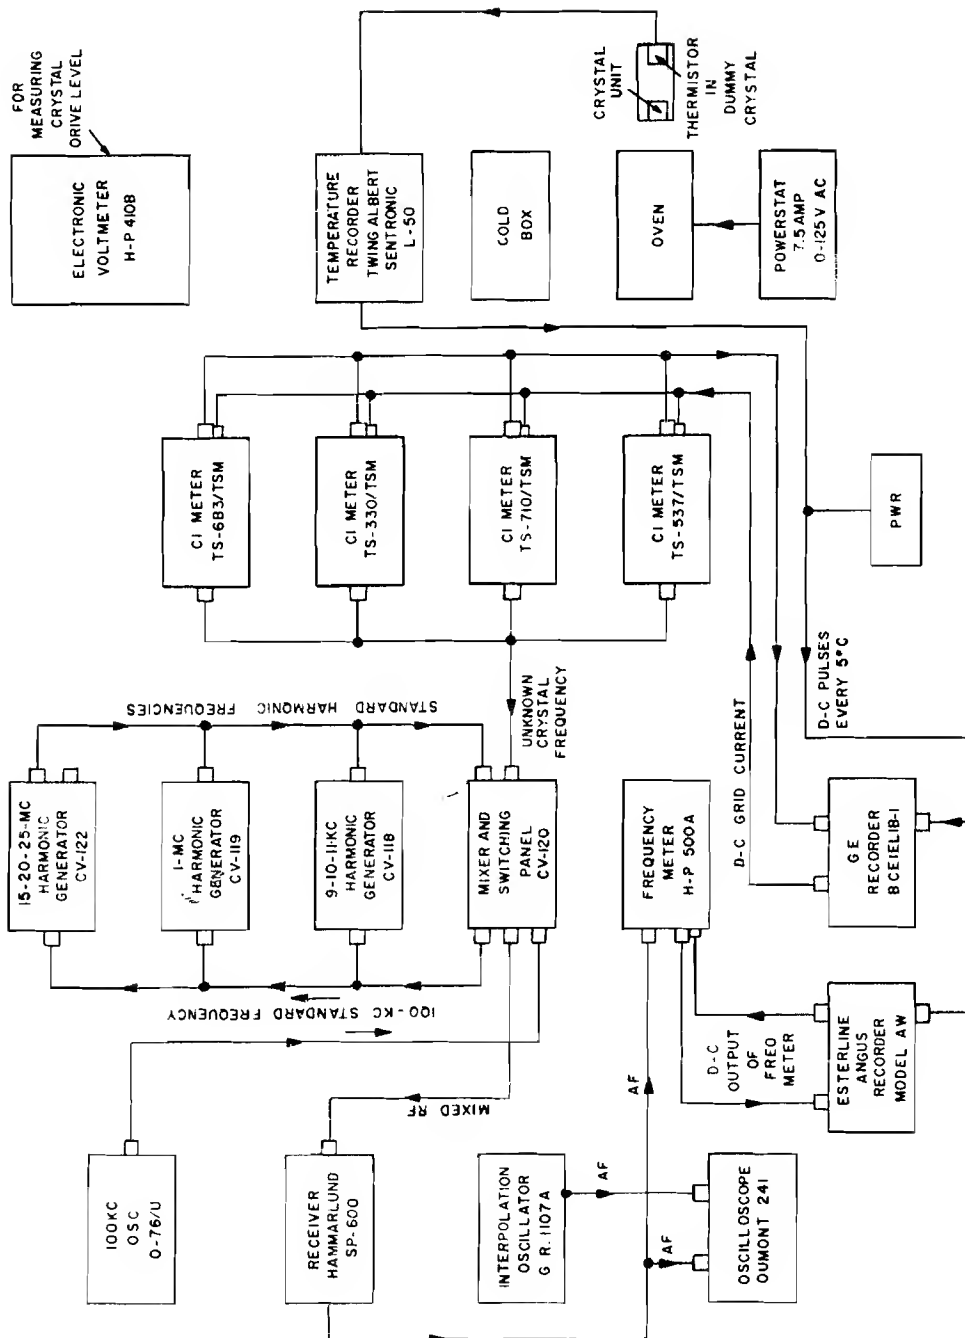 FOR
MEASURING
CRYSTAL
DRIVE LEVEL
ELECTRONIC
VOLTMETER
H-P 410B
TEMPERATURE
RECORDER
TWING ALBERT
SENTRONIC
L-50
COLD
BOX
CRYSTAL
UNIT
THERMISTOR
IN
DUMMY
CRYSTAL
OVEN
POWERSTAT
7.5 AMP
0-125V AC
CI METER
TS-683/TSM
CI METER
TS-330/TSM
CI METER
TS-710/TSM
CI METER
TS-537/TSM
PWR
D-C PULSES
EVERY 5°C
D-C GRID CURRENT
UNKNOWN
CRYSTAL
FREQUENCY
STANDARD HARMONIC FREQUENCIES
15-20-25-MC
HARMONIC
GENERATOR
CV-122
1-MC
HARMONIC
GENERATOR
CV-119
9-10-11-KC
HARMONIC
GENERATOR
CV-118
MIXER AND
SWITCHING
PANEL
CV-120
FREQUENCY
METER
H-P 500A
GE
RECORDER
8CE1EL1B-1
100-KC STANDARD FREQUENCY
MIXED RF
AF
D-C
OUTPUT
OF
FREQ
METER
ESTERLINE
ANGUS
RECORDER
MODEL AW
100KC
OSC
O-76/U
RECEIVER
HAMMARLUND
SP-600
INTERPOLATION
OSCILLATOR
G R. 1107A
AF
AF
OSCILLOSCOPE
DUMONT 241